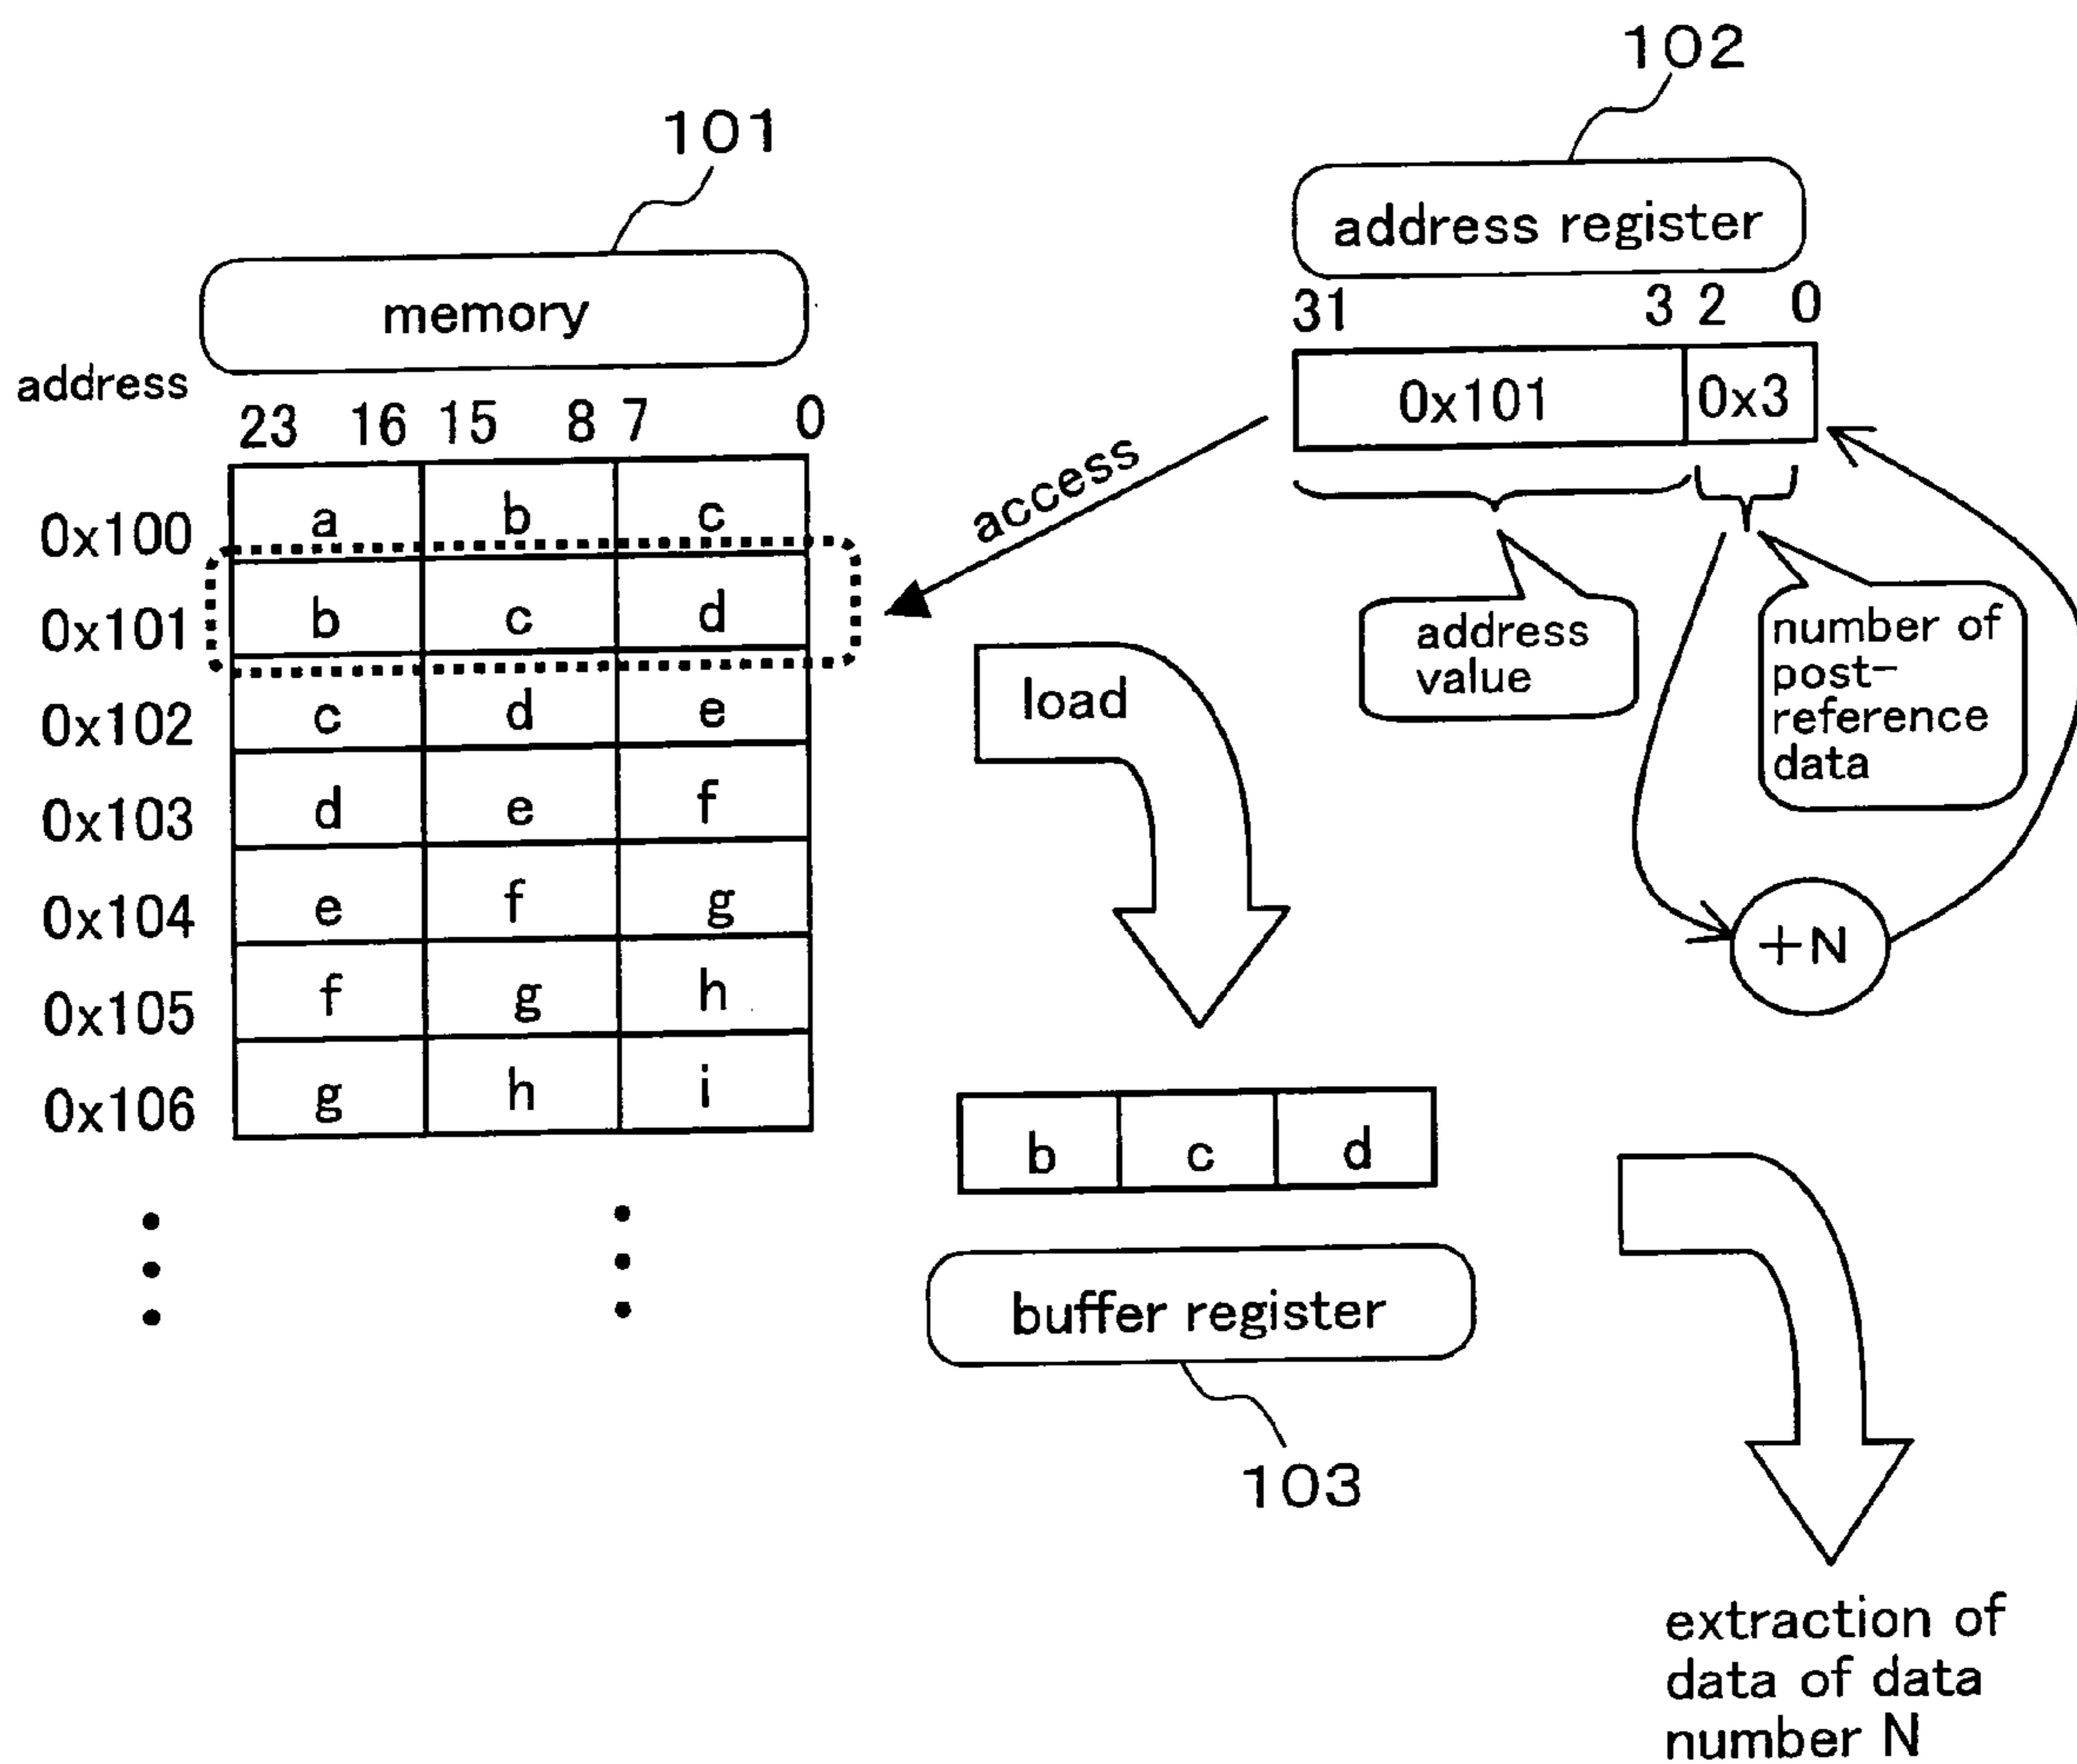 102
101
address register
memory
31 3 2 0
address
23 16 15 8 7 0
0x101 0x3
access
0x100 a b c
0x101 b c d
0x102 c d e
0x103 d e f
0x104 e f g
0x105 f g h
0x106 g h i
address
value
number of
post-
reference
data
load
+N
b c d
buffer register
103
extraction of
data of data
number N